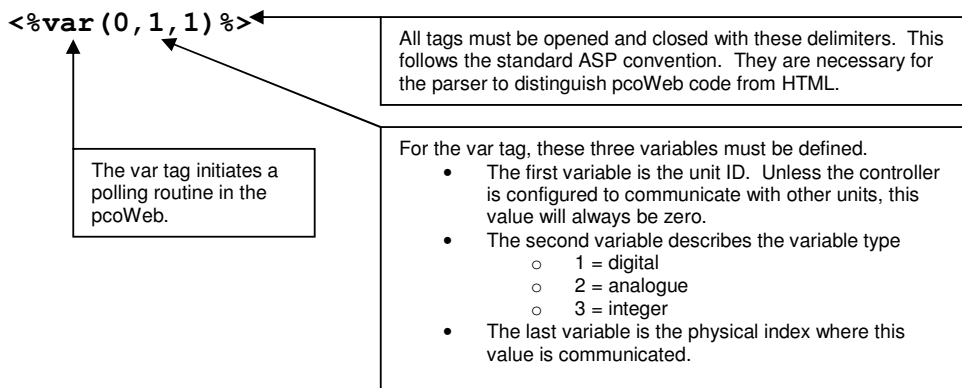 <%var(0,1,1)%>
All tags must be opened and closed with these delimiters. This
follows the standard ASP convention. They are necessary for
the parser to distinguish pcoWeb code from HTML.
The var tag initiates a
polling routine in the
pcoWeb.
For the var tag, these three variables must be defined.
• The first variable is the unit ID. Unless the controller
is configured to communicate with other units, this
value will always be zero.
• The second variable describes the variable type
o 1 = digital
o 2 = analogue
o 3 = integer
• The last variable is the physical index where this
value is communicated.